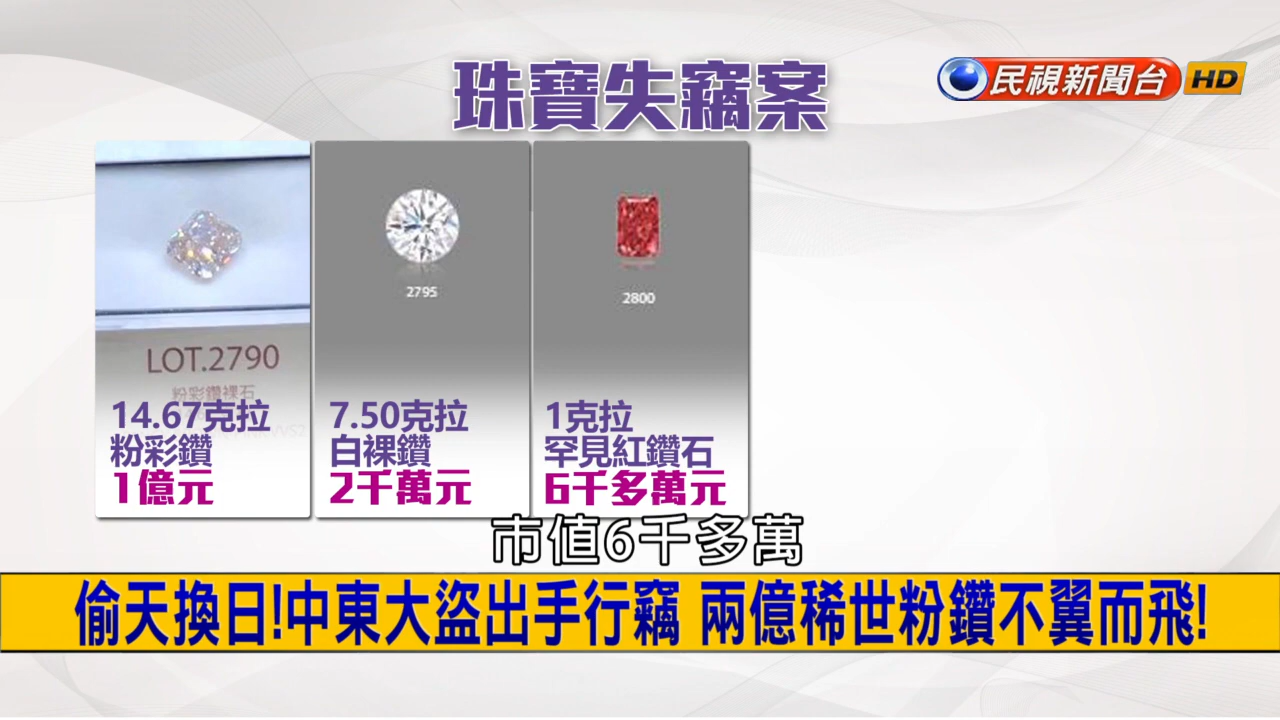 珠寶失竊案
民視新聞台 HD
LOT.2790
粉彩鑽裸石
14.67克拉
粉彩鑽
1億元
2795
7.50克拉
白裸鑽
2千萬元
2800
1克拉
罕見紅鑽石
6千多萬元
市值6千多萬
偷天換日!中東大盜出手行竊 兩億稀世粉鑽不翼而飛!